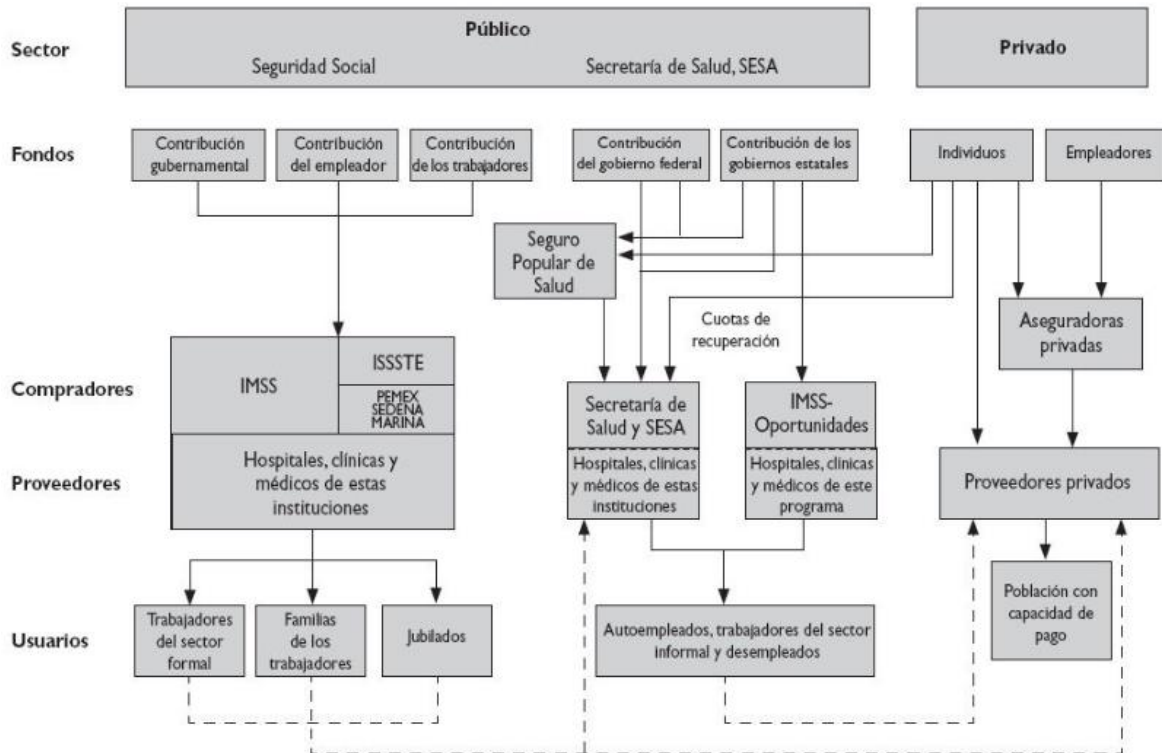 Sector
Público
Seguridad Social
Secretaría de Salud, SESA
Privado
Fondos
Contribución
gubernamental
Contribución
del empleador
Contribución
de los trabajadores
Contribución
del gobierno federal
Contribución de los
gobiernos estatales
Individuos
Empleadores
Seguro
Popular de
Salud
Cuotas de
recuperación
Aseguradoras
privadas
Compradores
IMSS
ISSSTE
PEMEX
SEDENA
MARINA
Secretaría de
Salud y SESA
IMSS-
Oportunidades
Proveedores
Hospitales, clínicas y
médicos de estas
instituciones
Hospitales, clínicas
y médicos de estas
instituciones
Hospitales, clínicas
y médicos de este
programa
Proveedores privados
Usuarios
Trabajadores
del sector
formal
Familias
de los
trabajadores
Jubilados
Autoempleados, trabajadores del sector
informal y desempleados
Población con
capacidad de
pago